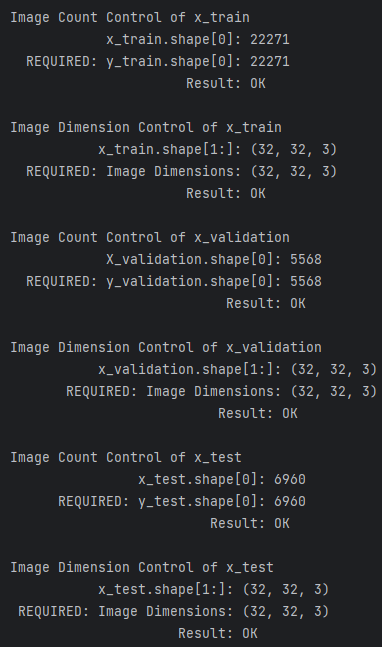 Image Count Control of x_train
x_train.shape[0]: 22271
REQUIRED: y_train.shape[0]: 22271
Result: OK
Image Dimension Control of x_train
x_train.shape[1:]: (32, 32, 3)
REQUIRED: Image Dimensions: (32, 32, 3)
Result: OK
Image Count Control of x_validation
X_validation.shape[0]: 5568
REQUIRED: y_validation.shape[0]: 5568
Result: OK
Image Dimension Control of x_validation
x_validation.shape[1:]: (32, 32, 3)
REQUIRED: Image Dimensions: (32, 32, 3)
Result: OK
Image Count Control of x_test
x_test.shape[0]: 6960
REQUIRED: y_test.shape[0]: 6960
Result: OK
Image Dimension Control of x_test
x_test.shape[1:]: (32, 32, 3)
REQUIRED: Image Dimensions: (32, 32, 3)
Result: OK